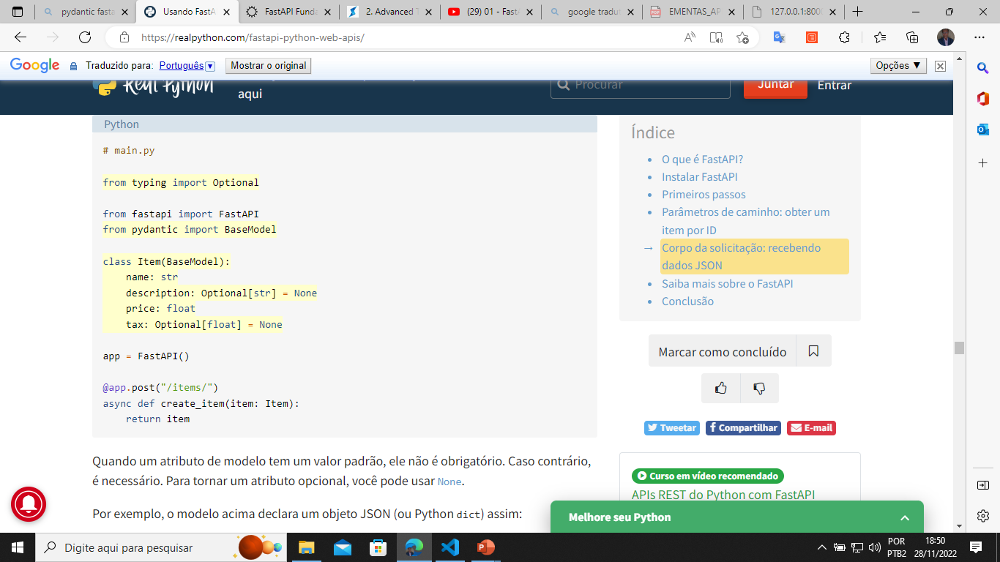 pydantic fasta
Usando FastA
FastAPI Funda
2. Advanced T
(29) 01 - Fast
google tradut
EMENTAS_AP
127.0.0.1:800
https://realpython.com/fastapi-python-web-apis/
Google Traduzido para: Português Mostrar o original Opções ▼
Real Python
aqui
Procurar
Juntar
Entrar
Python
# main.py
from typing import Optional
from fastapi import FastAPI
from pydantic import BaseModel
class Item(BaseModel):
    name: str
    description: Optional[str] = None
    price: float
    tax: Optional[float] = None
app = FastAPI()
@app.post("/items/")
async def create_item(item: Item):
    return item
Quando um atributo de modelo tem um valor padrão, ele não é obrigatório. Caso contrário,
é necessário. Para tornar um atributo opcional, você pode usar None.
Por exemplo, o modelo acima declara um objeto JSON (ou Python dict) assim:
Índice
O que é FastAPI?
Instalar FastAPI
Primeiros passos
Parâmetros de caminho: obter um
item por ID
→ Corpo da solicitação: recebendo
dados JSON
Saiba mais sobre o FastAPI
Conclusão
Marcar como concluído
Tweetar Compartilhar E-mail
Curso em vídeo recomendado
APIs REST do Python com FastAPI
Melhore seu Python
Digite aqui para pesquisar
POR
PTB2
18:50
28/11/2022